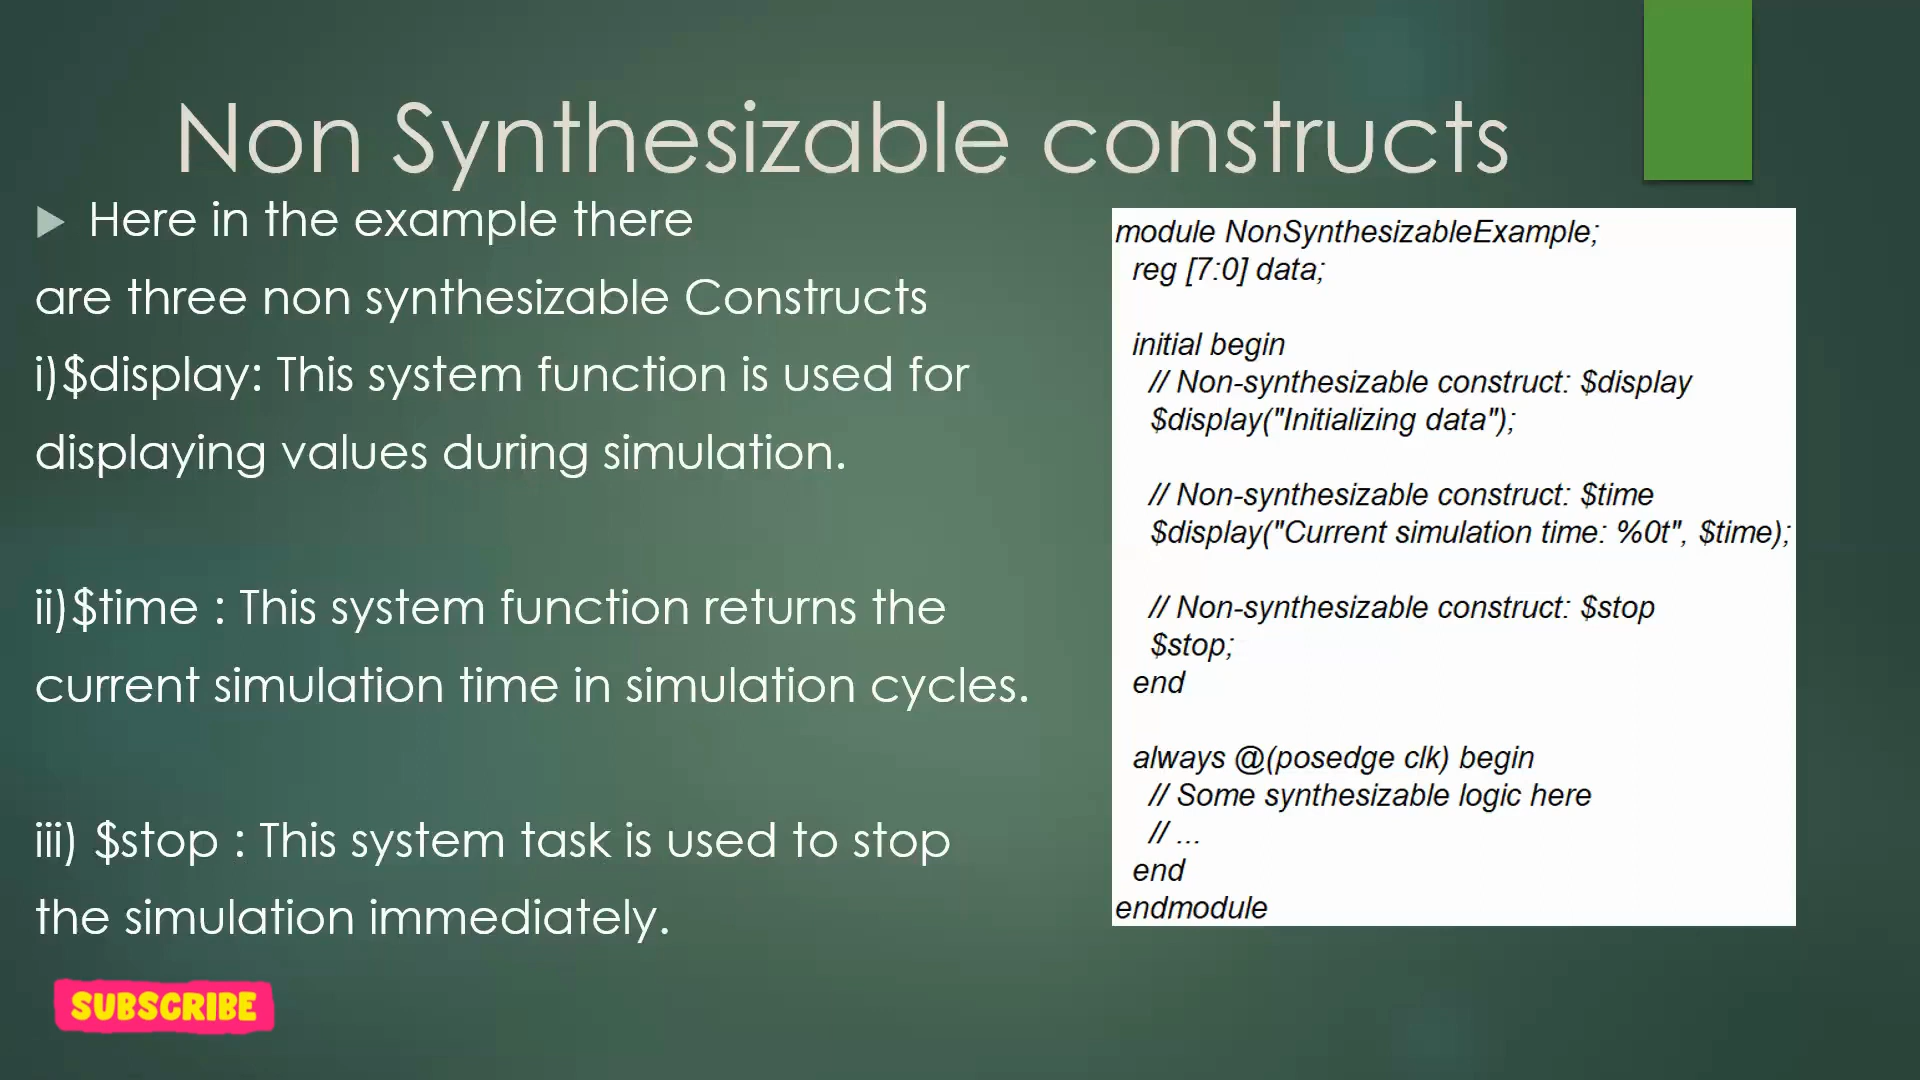 Non Synthesizable constructs
Here in the example there
are three non synthesizable Constructs
i)$display: This system function is used for
displaying values during simulation.
ii)$time : This system function returns the
current simulation time in simulation cycles.
iii) $stop : This system task is used to stop
the simulation immediately.
module NonSynthesizableExample;
reg [7:0] data;
initial begin
// Non-synthesizable construct: $display
$display("Initializing data");
// Non-synthesizable construct: $time
$display("Current simulation time: %0t", $time);
// Non-synthesizable construct: $stop
$stop;
end
always @(posedge clk) begin
// Some synthesizable logic here
// ...
end
endmodule
SUBSCRIBE